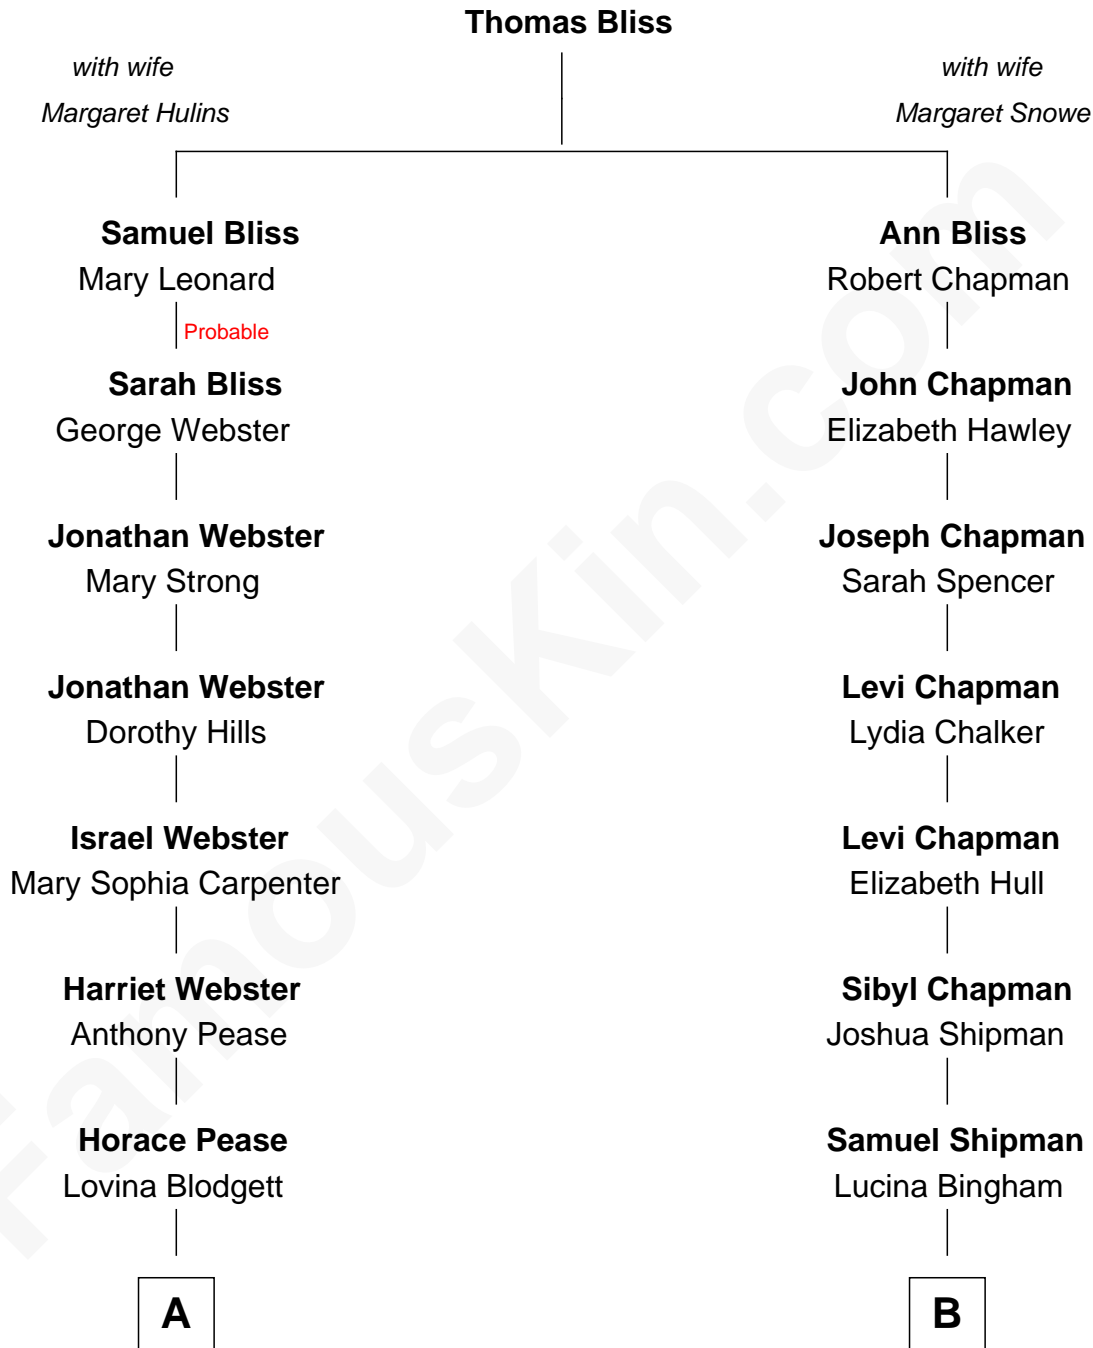 Thomas Bliss
with wife
Margaret Hulins
with wife
Margaret Snowe
Samuel Bliss
Mary Leonard
Probable
Ann Bliss
Robert Chapman
Sarah Bliss
George Webster
John Chapman
Elizabeth Hawley
Jonathan Webster
Mary Strong
Joseph Chapman
Sarah Spencer
Jonathan Webster
Dorothy Hills
Levi Chapman
Lydia Chalker
Israel Webster
Mary Sophia Carpenter
Levi Chapman
Elizabeth Hull
Harriet Webster
Anthony Pease
Sibyl Chapman
Joshua Shipman
Horace Pease
Lovina Blodgett
Samuel Shipman
Lucina Bingham
A
B
FamousKin.com